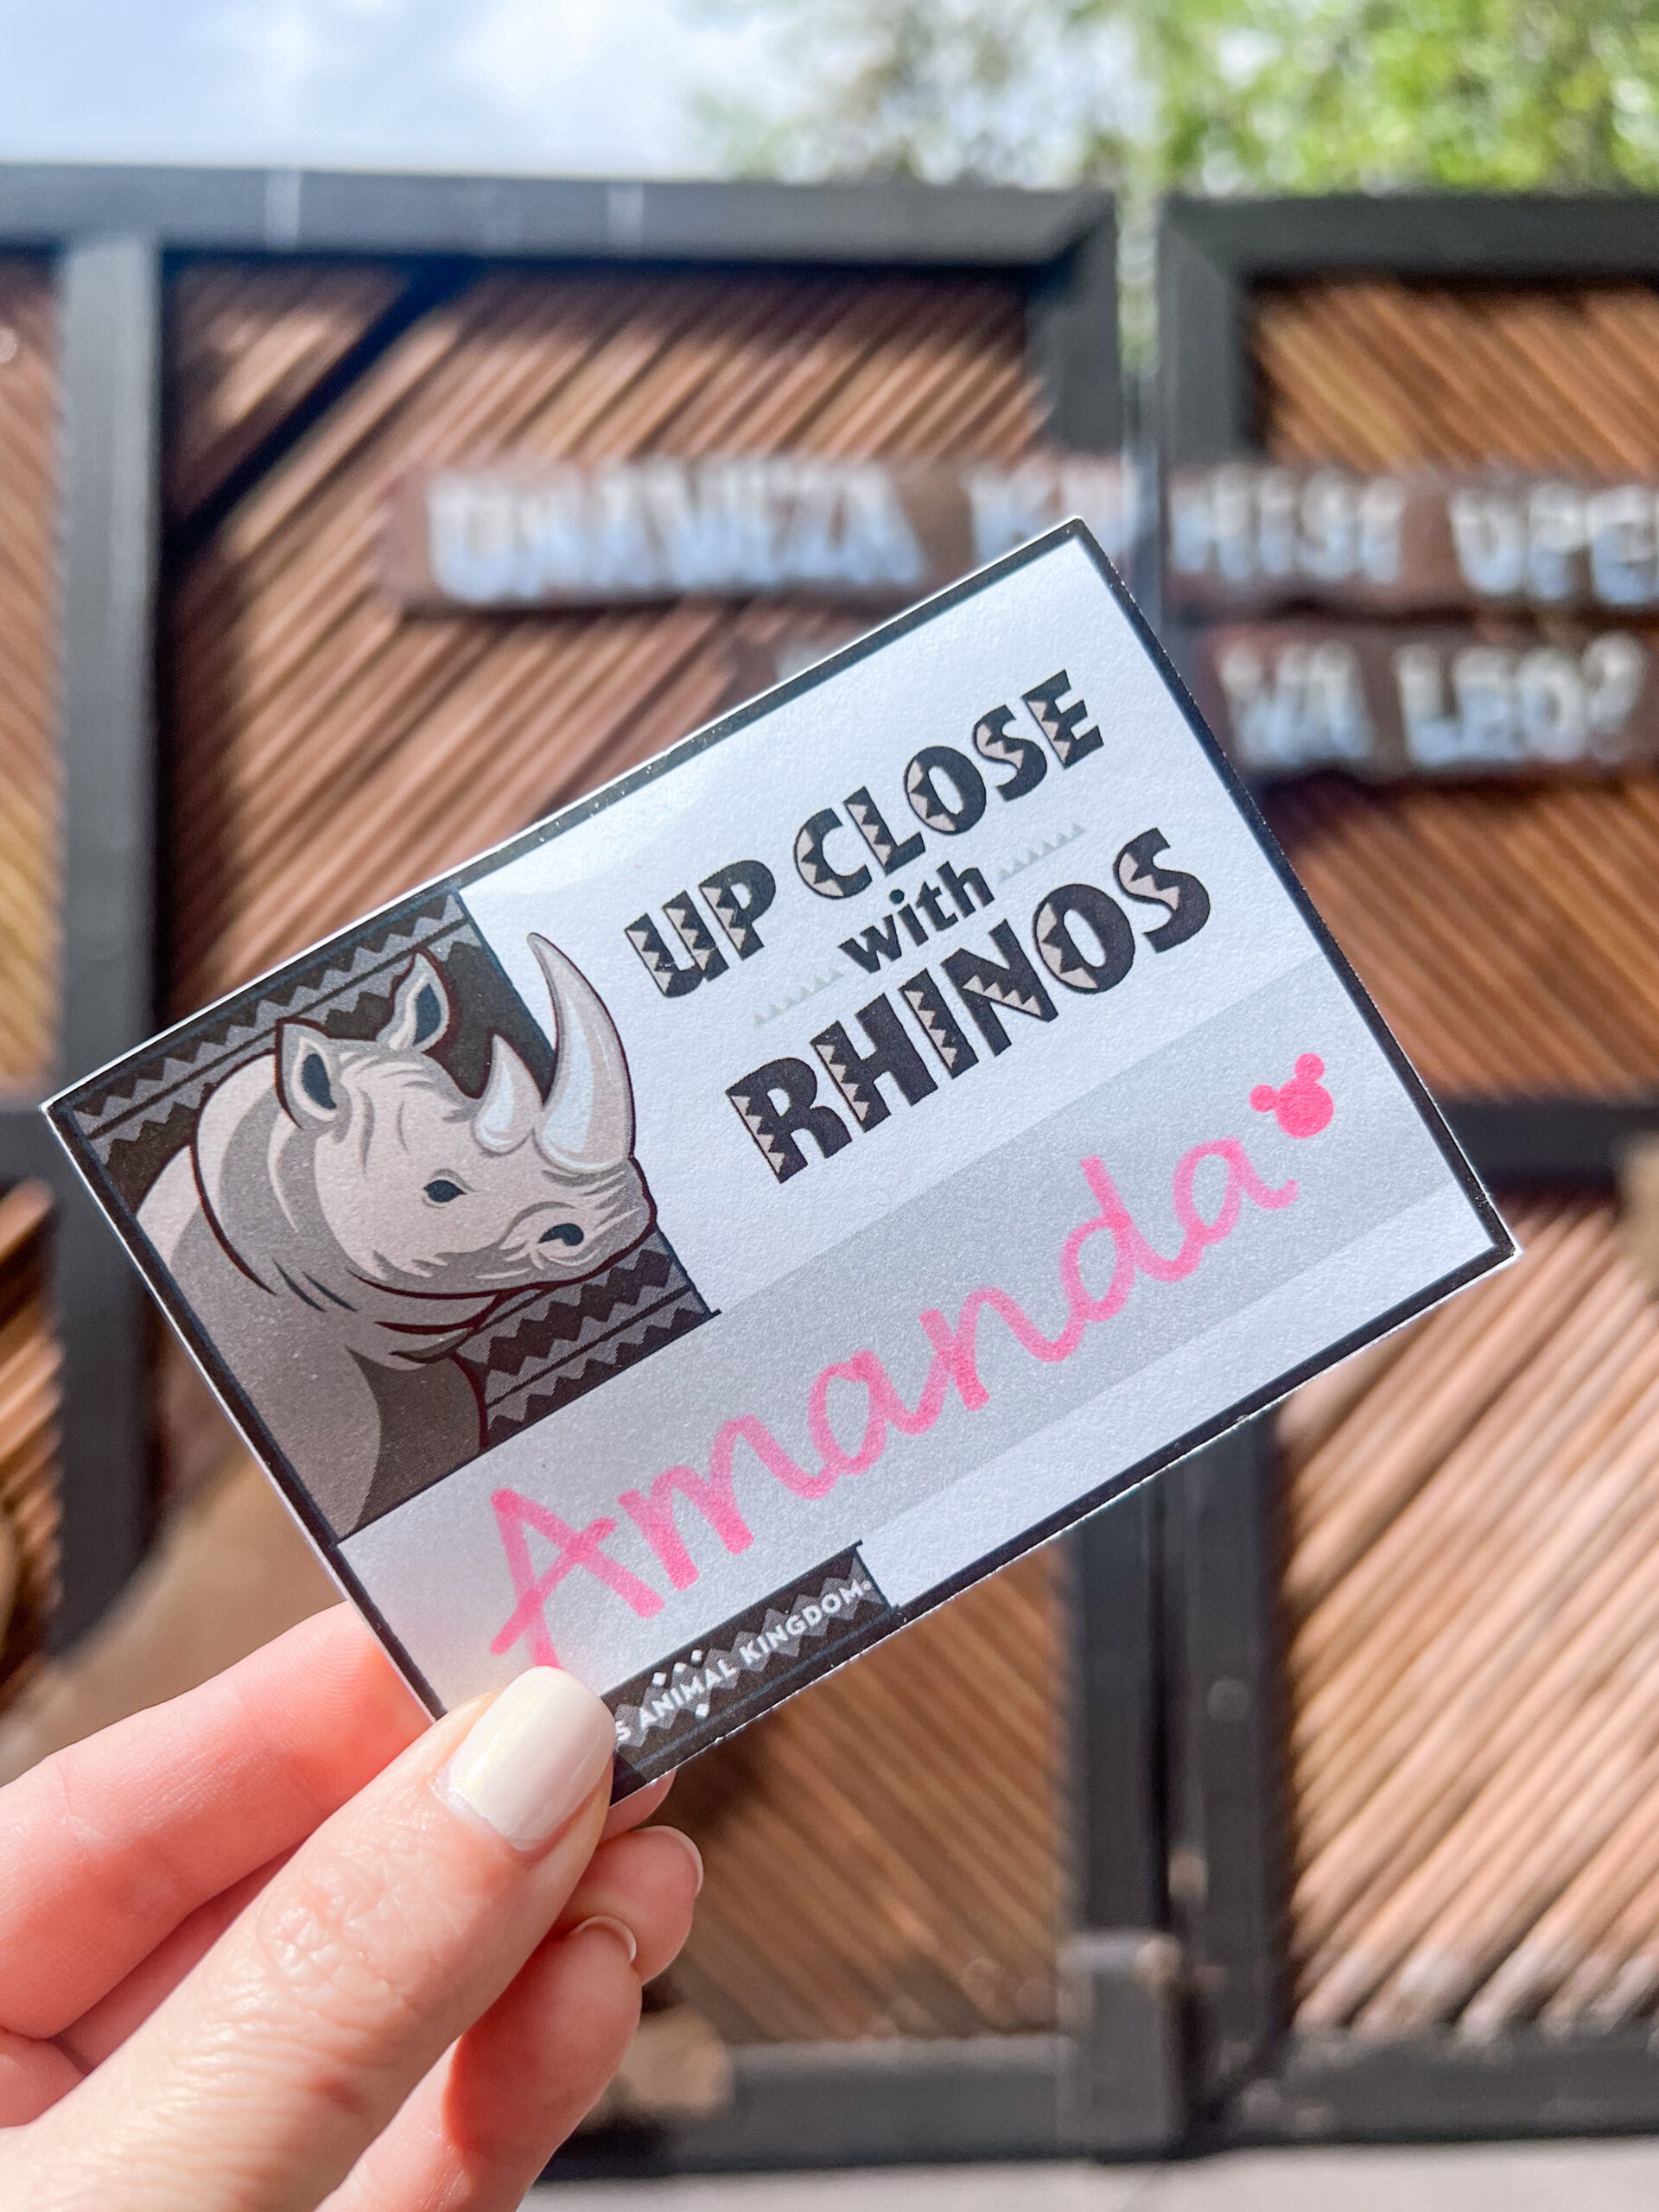 UP CLOSE
with
RHINOS
Amanda
S ANIMAL KINGDOM®
WA LEO?